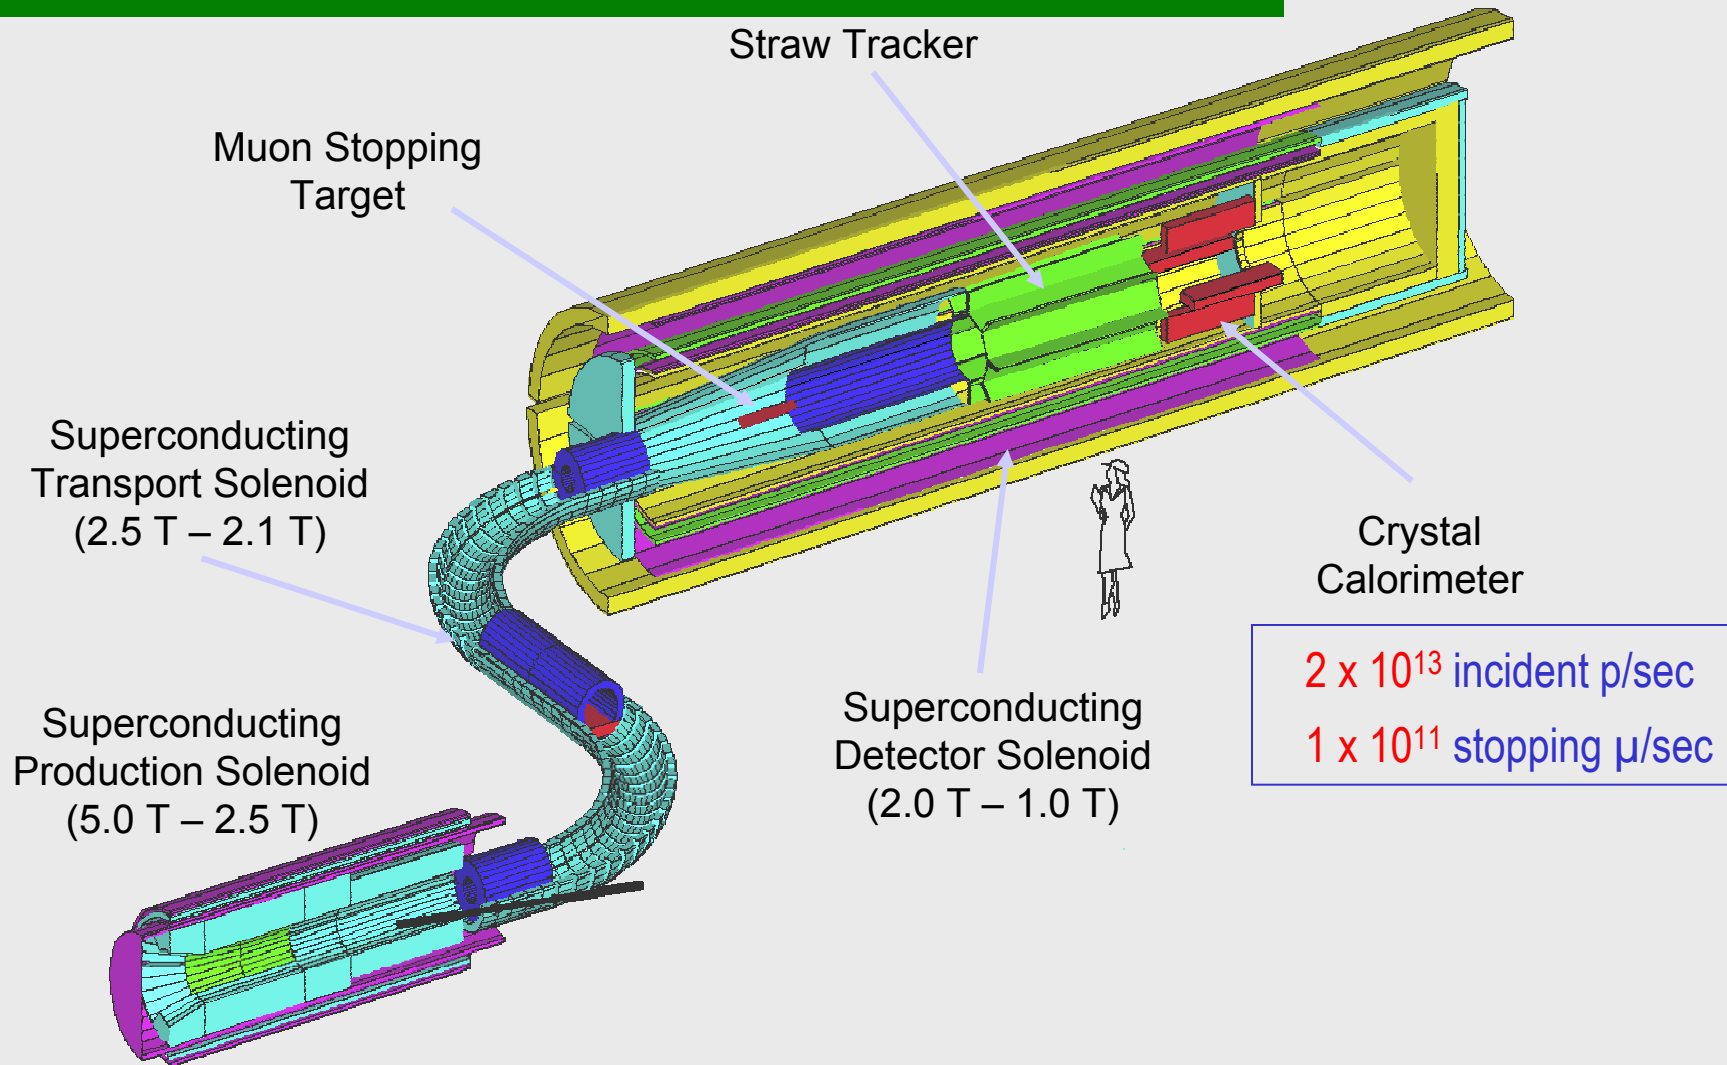 Straw Tracker
Muon Stopping
Target
Superconducting
Transport Solenoid
(2.5 T – 2.1 T)
Crystal
Calorimeter
2 x 10¹³ incident p/sec
1 x 10¹¹ stopping μ/sec
Superconducting
Detector Solenoid
(2.0 T – 1.0 T)
Superconducting
Production Solenoid
(5.0 T – 2.5 T)